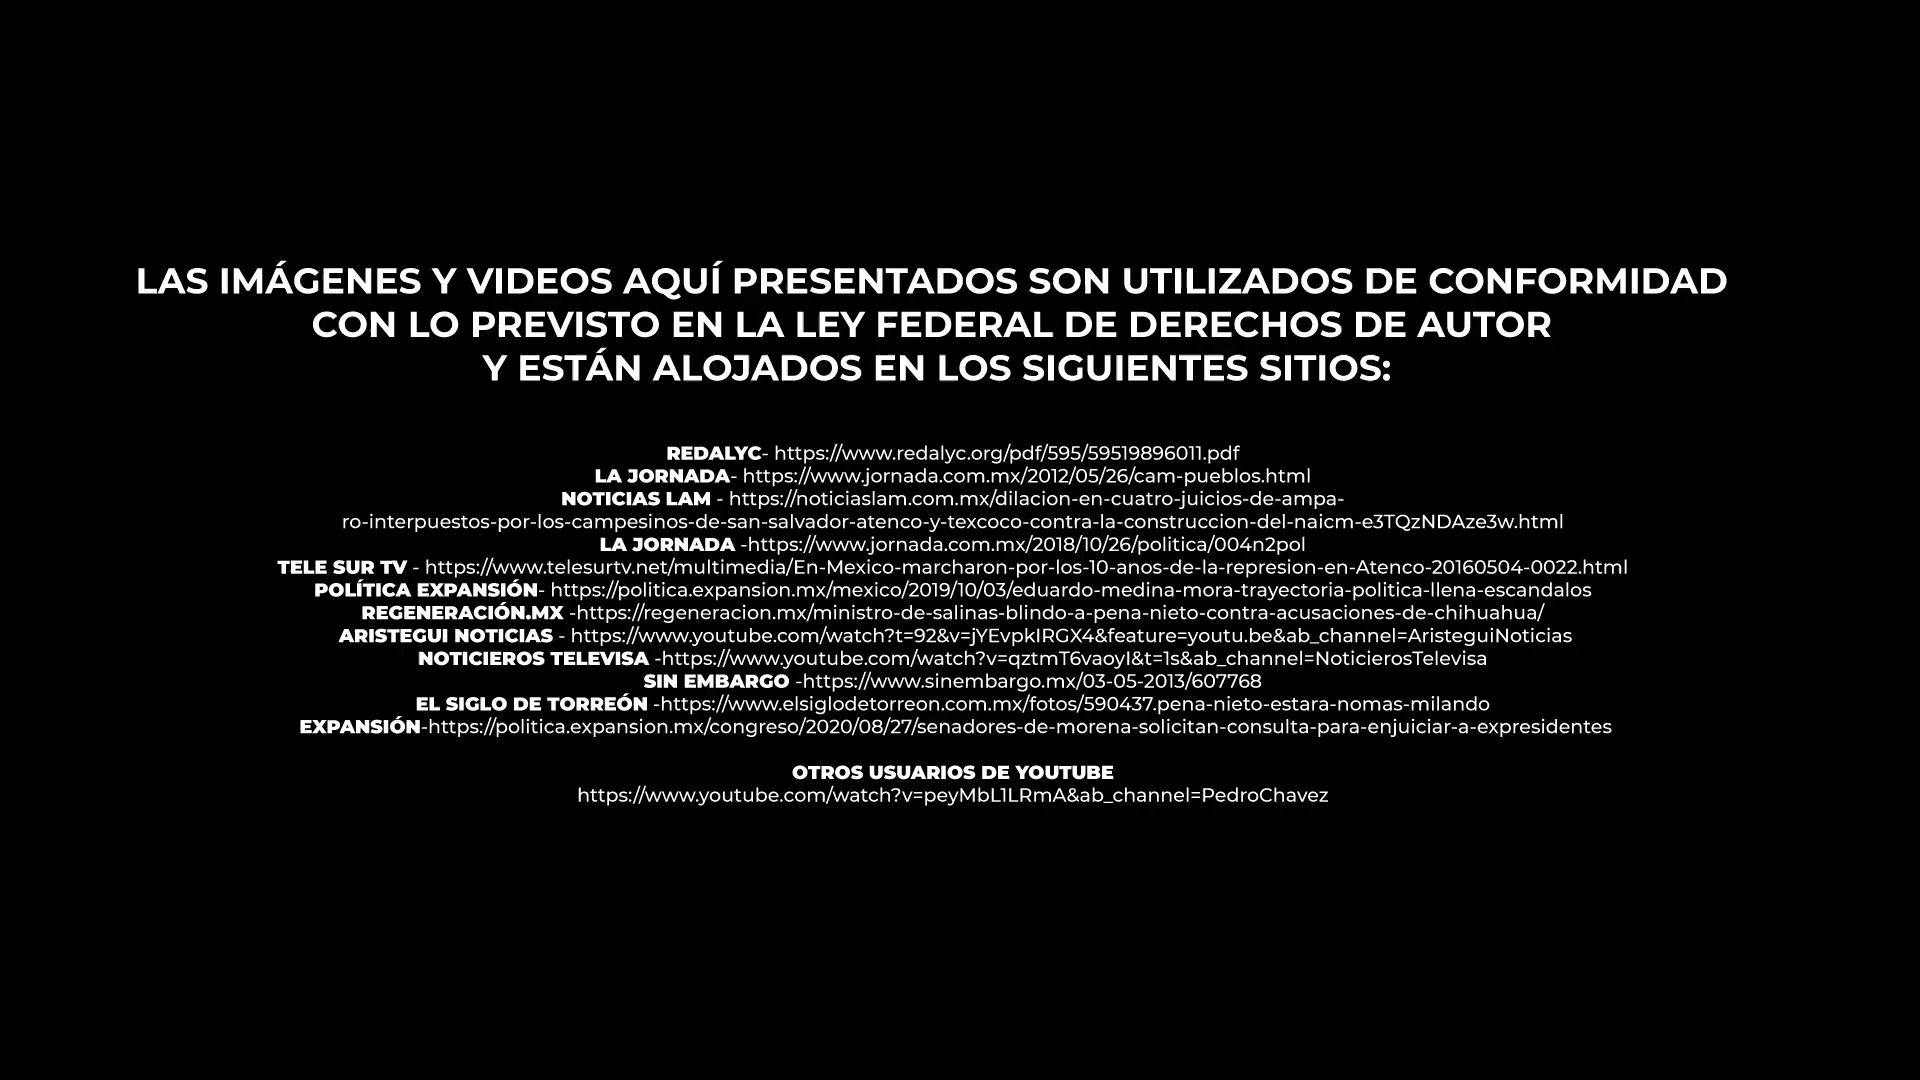 LAS IMÁGENES Y VIDEOS AQUÍ PRESENTADOS SON UTILIZADOS DE CONFORMIDAD
CON LO PREVISTO EN LA LEY FEDERAL DE DERECHOS DE AUTOR
Y ESTÁN ALOJADOS EN LOS SIGUIENTES SITIOS:
REDALYC- https://www.redalyc.org/pdf/595/59519896011.pdf
LA JORNADA- https://www.jornada.com.mx/2012/05/26/cam-pueblos.html
NOTICIAS LAM - https://noticiaslam.com.mx/dilacion-en-cuatro-juicios-de-ampa-
ro-interpuestos-por-los-campesinos-de-san-salvador-atenco-y-texcoco-contra-la-construccion-del-naicm-e3TQzNDAze3w.html
LA JORNADA -https://www.jornada.com.mx/2018/10/26/politica/004n2pol
TELE SUR TV - https://www.telesurtv.net/multimedia/En-Mexico-marcharon-por-los-10-anos-de-la-represion-en-Atenco-20160504-0022.html
POLÍTICA EXPANSIÓN- https://politica.expansion.mx/mexico/2019/10/03/eduardo-medina-mora-trayectoria-politica-llena-escandalos
REGENERACIÓN.MX -https://regeneracion.mx/ministro-de-salinas-blindo-a-pena-nieto-contra-acusaciones-de-chihuahua/
ARISTEGUI NOTICIAS - https://www.youtube.com/watch?t=92&v=jYEvpkIRGX4&feature=youtu.be&ab_channel=AristeguiNoticias
NOTICIEROS TELEVISA -https://www.youtube.com/watch?v=qztmT6vaoyI&t=1s&ab_channel=NoticierosTelevisa
SIN EMBARGO -https://www.sinembargo.mx/03-05-2013/607768
EL SIGLO DE TORREÓN -https://www.elsiglodetorreon.com.mx/fotos/590437.pena-nieto-estara-nomas-milando
EXPANSIÓN-https://politica.expansion.mx/congreso/2020/08/27/senadores-de-morena-solicitan-consulta-para-enjuiciar-a-expresidentes
OTROS USUARIOS DE YOUTUBE
https://www.youtube.com/watch?v=peyMbL1LRmA&ab_channel=PedroChavez